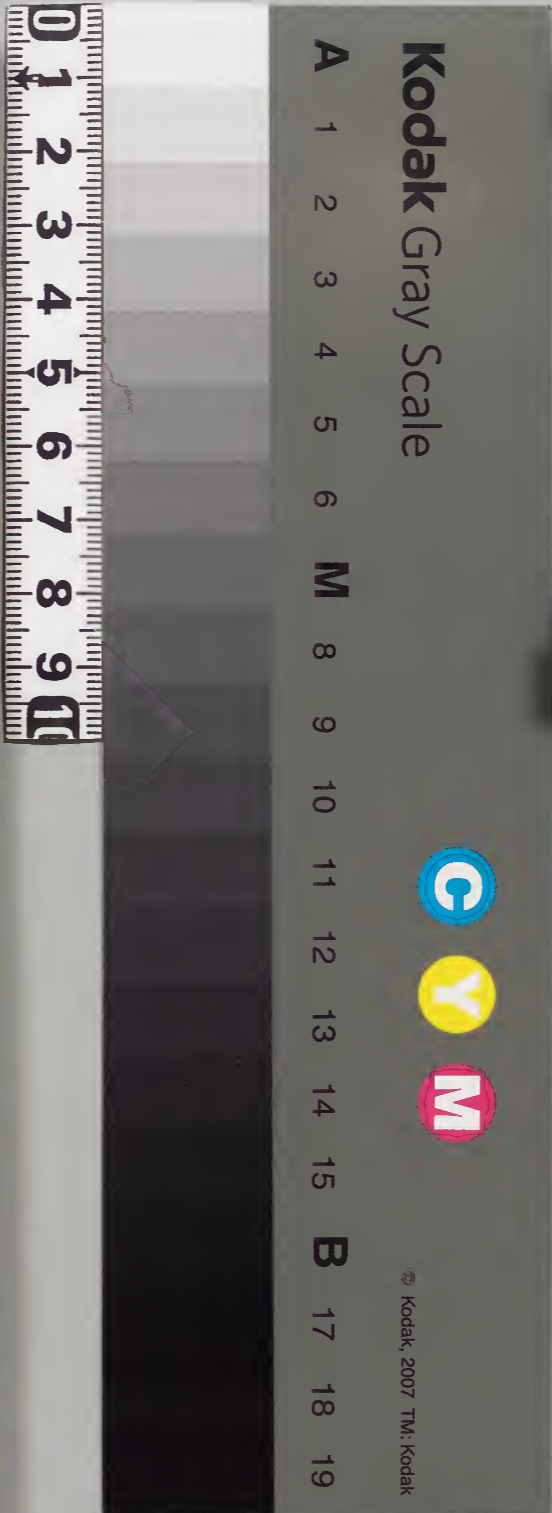 Kodak Gray Scale
C Y M
© Kodak, 2007 TM: Kodak
A 1 2 3 4 5 6 M 8 9 10 11 12 13 14 15 B 17 18 19
0 1 2 3 4 5 6 7 8 9 10